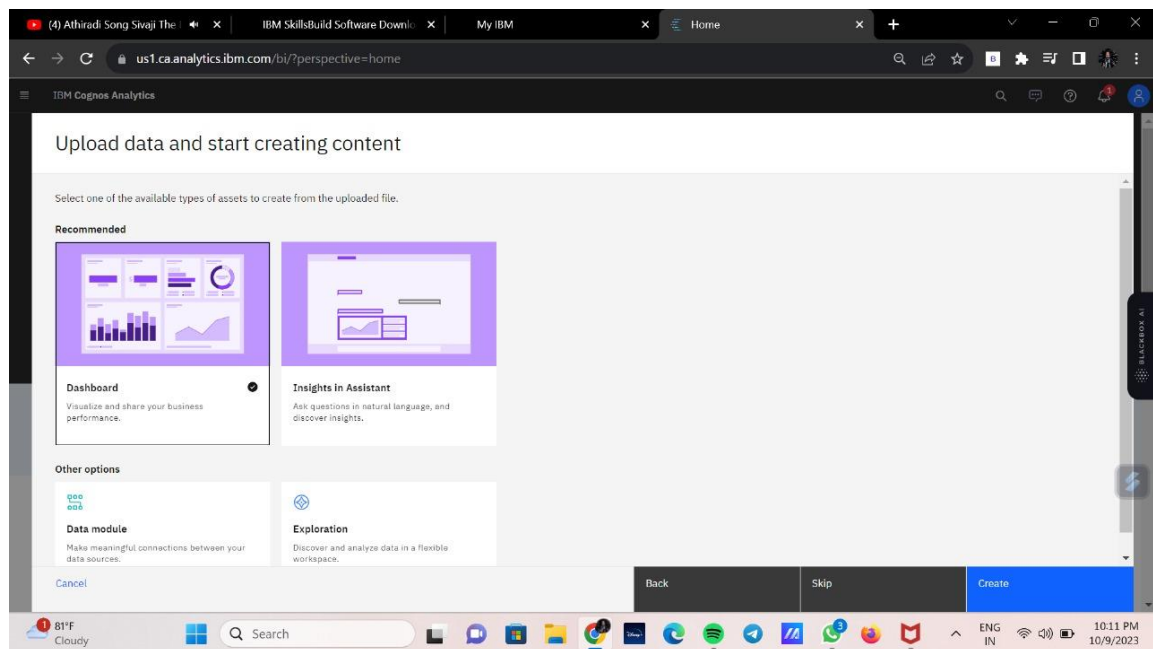 (4) Athiradi Song Sivaji The
IBM SkillsBuild Software Downlo
My IBM
Home
us1.ca.analytics.ibm.com/bi/?perspective=home
B
IBM Cognos Analytics
1
Upload data and start creating content
Select one of the available types of assets to create from the uploaded file.
Recommended
Dashboard
Visualize and share your business
performance.
Insights in Assistant
Ask questions in natural language, and
discover insights.
Other options
Data module
Make meaningful connections between your
data sources.
Exploration
Discover and analyze data in a flexible
workspace.
BLACKBOX AI
Cancel
Back
Skip
Create
1
81°F
Cloudy
Search
3
ENG
IN
10:11 PM
10/9/2023